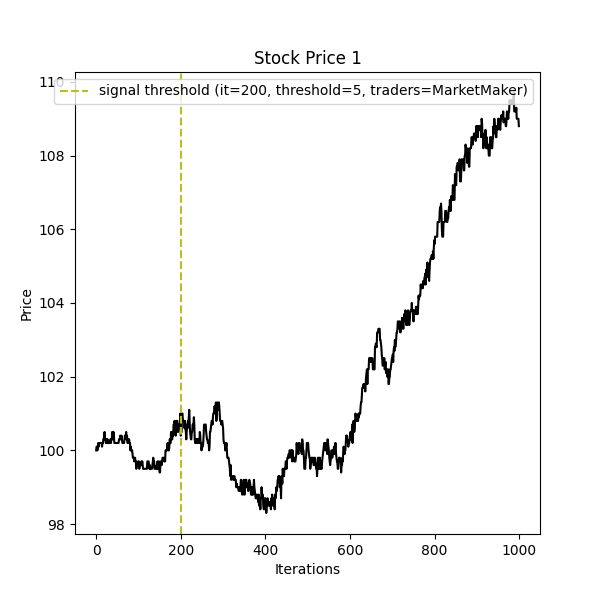 Stock Price 1
signal threshold (it=200, threshold=5, traders=MarketMaker)
110
108
106
104
102
100
98
Price
0 200 400 600 800 1000
Iterations